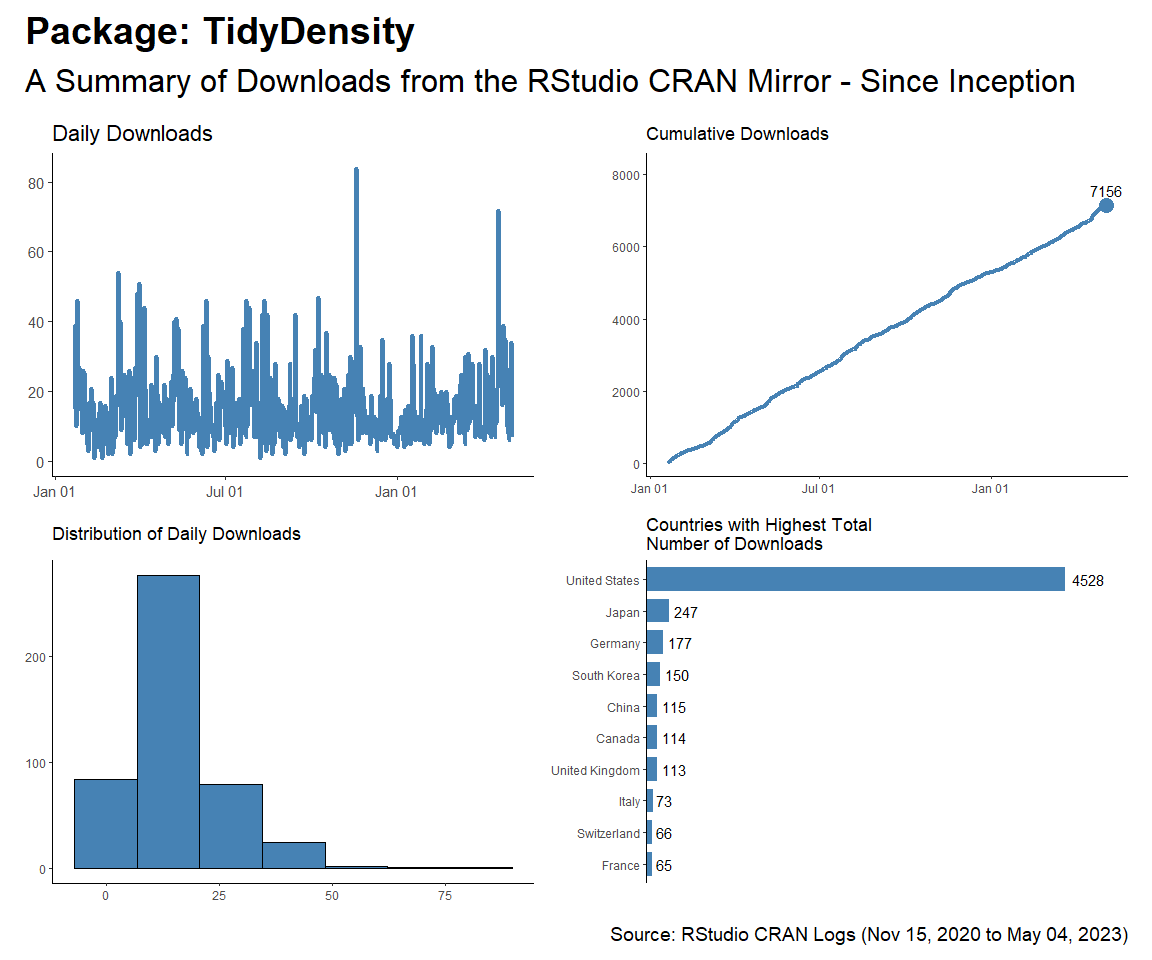 Package: TidyDensity
A Summary of Downloads from the RStudio CRAN Mirror - Since Inception
Daily Downloads
80
60
40
20
0
Jan 01 Jul 01 Jan 01
Cumulative Downloads
8000
6000
4000
2000
0
7156
Jan 01 Jul 01 Jan 01
Distribution of Daily Downloads
200
100
0
0 25 50 75
Countries with Highest Total
Number of Downloads
United States 4528
Japan 247
Germany 177
South Korea 150
China 115
Canada 114
United Kingdom 113
Italy 73
Switzerland 66
France 65
Source: RStudio CRAN Logs (Nov 15, 2020 to May 04, 2023)